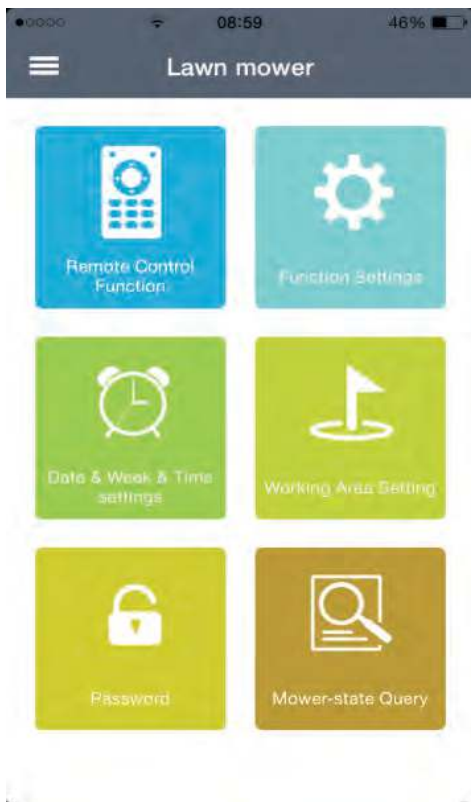 08:59
46%
Lawn mower
Remote Control
Function
Function Settings
Date & Week & Time
settings
Working Area Setting
Password
Mower-state Query